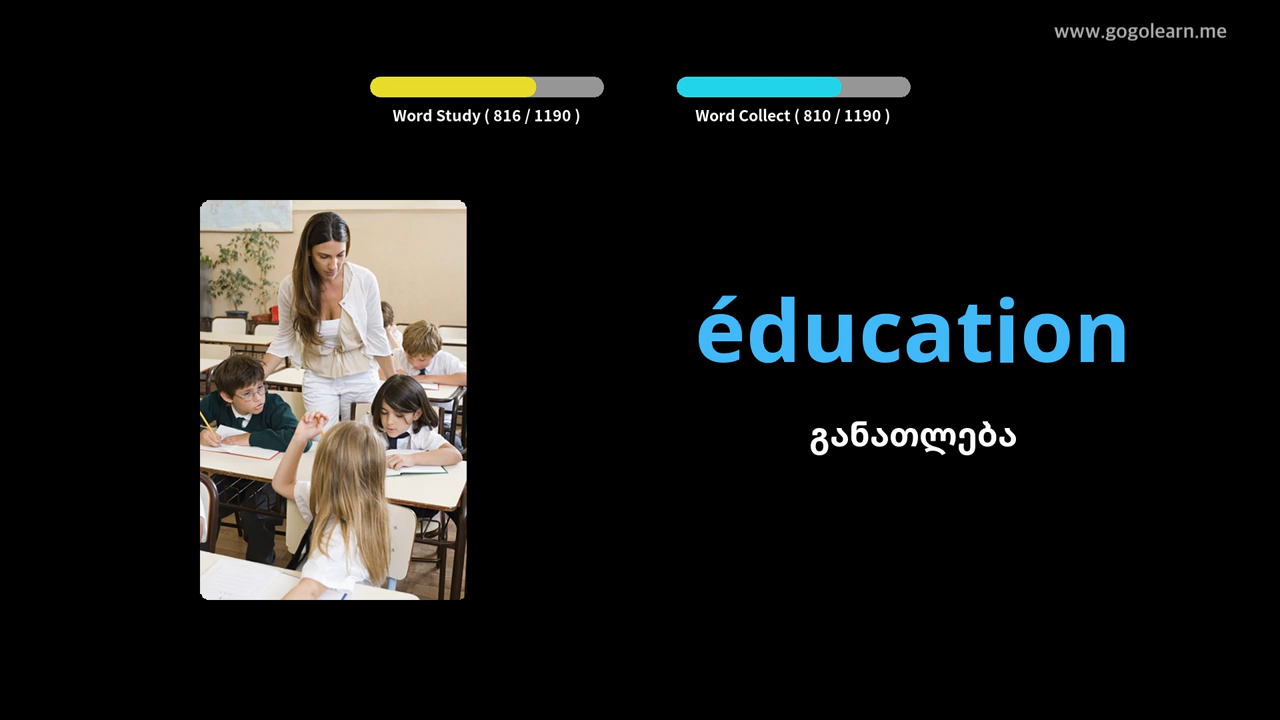 www.gogolearn.me
Word Study ( 816 / 1190 )
Word Collect ( 810 / 1190 )
éducation
განათლება